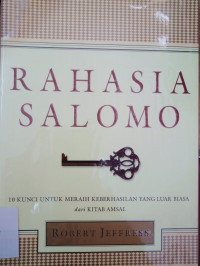 RAHASIA
SALOMO
10 KUNCI UNTUK MERAIH KEBERHASILAN YANG LUAR BIASA
dari KITAB AMSAL
ROBERT JEFFRESS